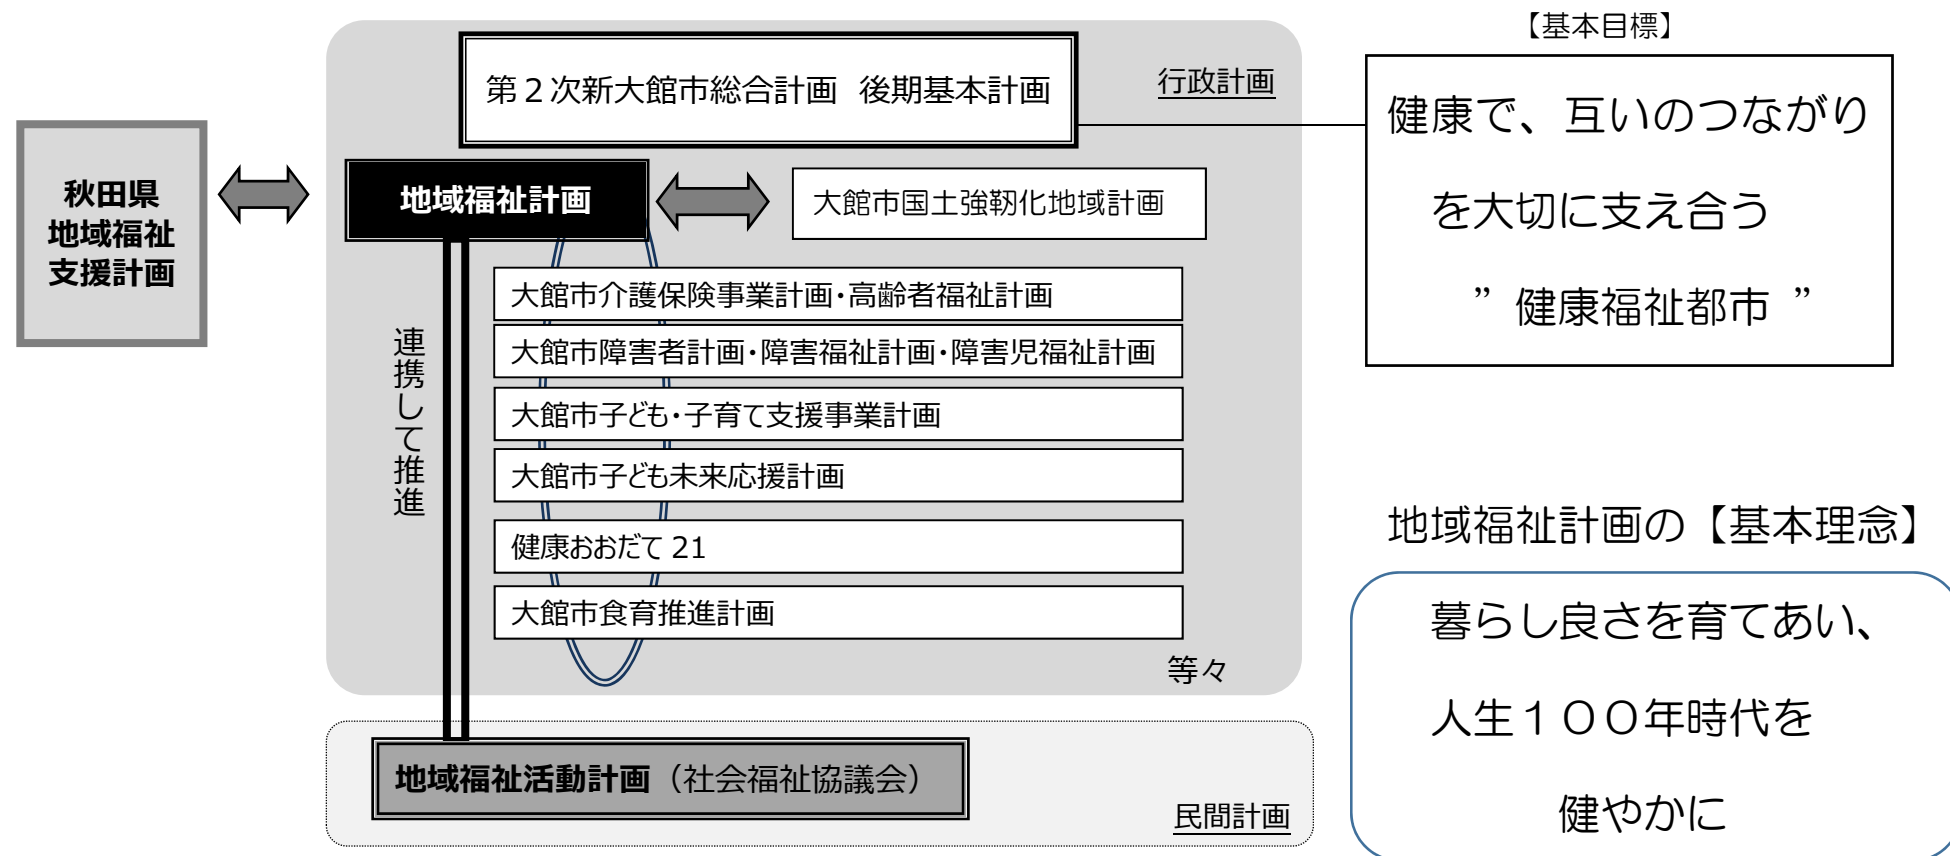 【基本目標】
第２次新大館市総合計画 後期基本計画
行政計画
健康で、互いのつながり
を大切に支え合う
”健康福祉都市”
秋田県
地域福祉
支援計画
地域福祉計画
大館市国土強靭化地域計画
大館市介護保険事業計画・高齢者福祉計画
大館市障害者計画・障害福祉計画・障害児福祉計画
大館市子ども・子育て支援事業計画
大館市子ども未来応援計画
健康おおだて 21
大館市食育推進計画
連携して推進
等々
地域福祉計画の【基本理念】
暮らし良さを育てあい、
人生１００年時代を
健やかに
地域福祉活動計画（社会福祉協議会）
民間計画